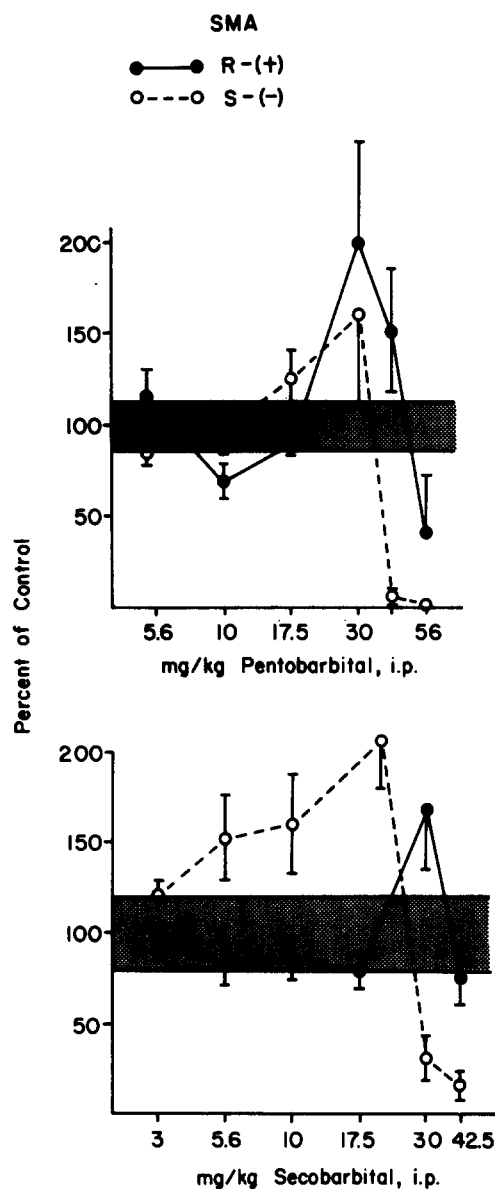 SMA
R-(+)
S-(-)
200
150
100
50
5.6 10 17.5 30 56
mg/kg Pentobarbital, i.p.
Percent of Control
200
150
100
50
3 5.6 10 17.5 30 42.5
mg/kg Secobarbital, i.p.